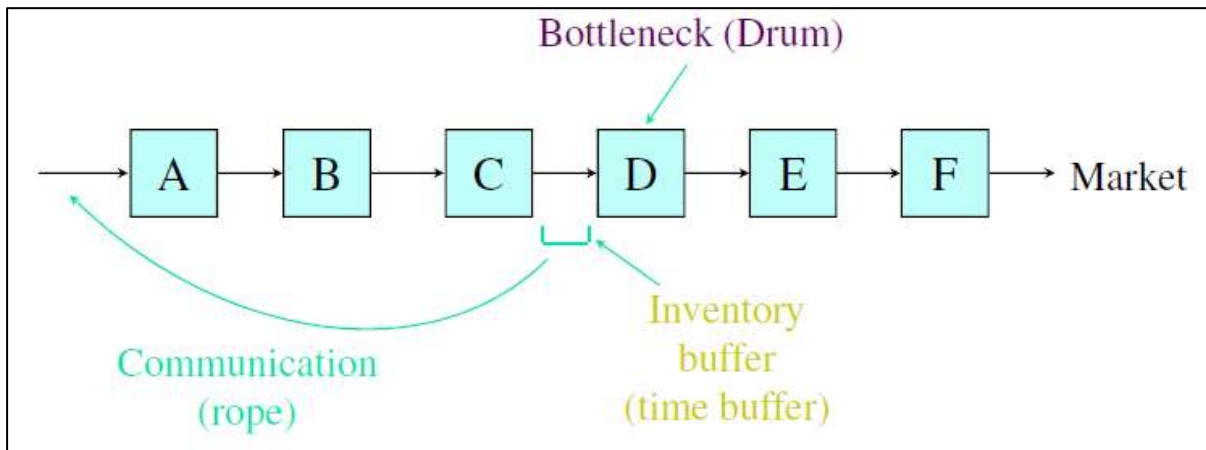 Bottleneck (Drum)
A B C D E F Market
Inventory
buffer
(time buffer)
Communication
(rope)